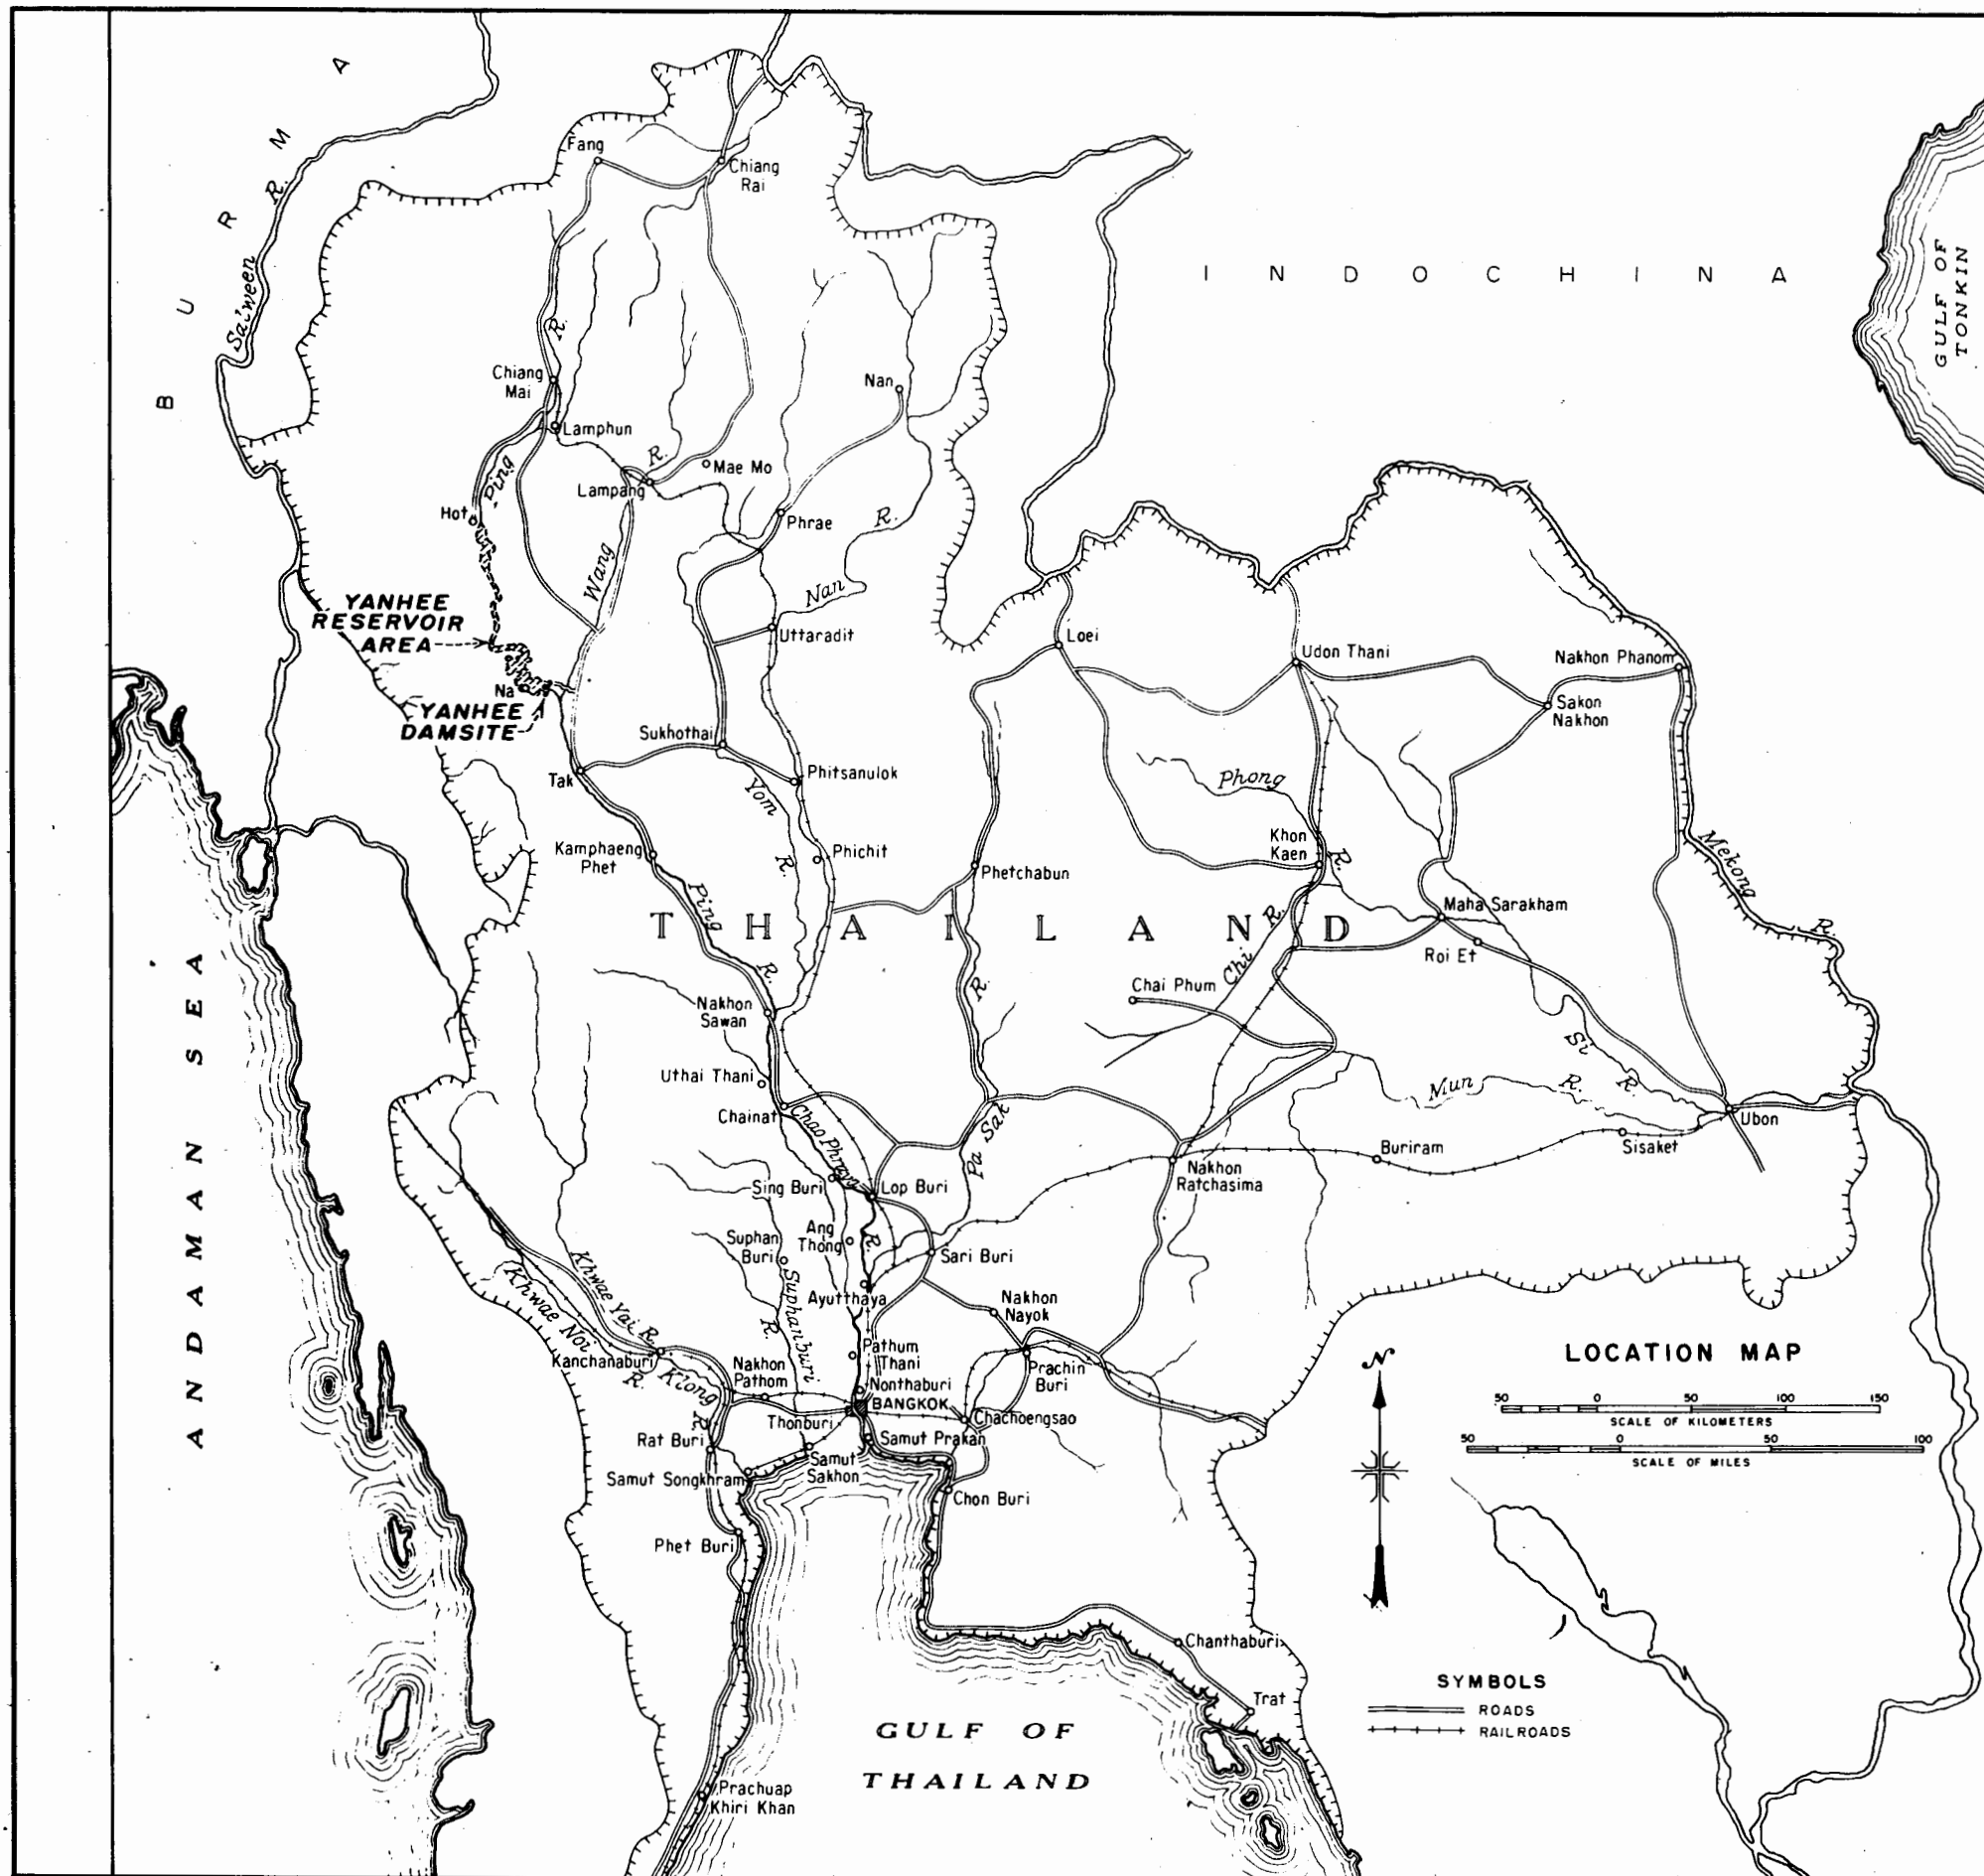 BURMA
Salween
R.
Fang
Chiang
Rai
INDOCHINA
GULF OF
TONKIN
R.
Chiang
Mai
Nan
Lamphun
Ping
R.
Mae Mo
Lampang
Hot
Phrae
R.
Wang
Nan
YANHEE
RESERVOIR
AREA
Uttaradit
Loei
Udon Thani
Nakhon Phanom
Na
YANHEE
DAMSITE
Sakon
Nakhon
Sukhothai
Tak
Phitsanulok
Yom
R.
Phong
R.
Kamphaeng
Phet
Phichit
Khon
Kaen
Phetchabun
Mekong
R.
Ping
R.
Maha Sarakham
THAILAND
Roi Et
Chi
R.
Chai Phum
R.
Nakhon
Sawan
Si
R.
Uthai Thani
Mun
R.
Chainat
Chao Phraya
R.
Pa Sak
Ubon
Sisaket
Buriram
Nakhon
Ratchasima
Sing Buri
Lop Buri
Ang
Thong
Suphan
Buri
Sari Buri
Suphanburi
R.
Khwae Yai R.
Khwae Noi
R.
Ayutthaya
Nakhon
Nayok
Kanchanaburi
Pathum
Thani
Nakhon
Pathom
Klong
R.
Prachin
Buri
Nonthaburi
BANGKOK
Thonburi
Chachoengsao
Rat Buri
Samut Prakan
Samut Songkhram
Samut
Sakhon
Chon Buri
Phet Buri
ANDAMAN SEA
Chanthaburi
Trat
GULF OF
THAILAND
Prachuap
Khiri Khan
LOCATION MAP
N
50 0 50 100 150
SCALE OF KILOMETERS
50 0 50 100
SCALE OF MILES
SYMBOLS
ROADS
RAILROADS